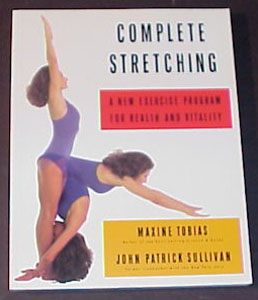 COMPLETE
STRETCHING
A NEW EXERCISE PROGRAM
FOR HEALTH AND VITALITY
MAXINE TOBIAS
JOHN PATRICK SULLIVAN